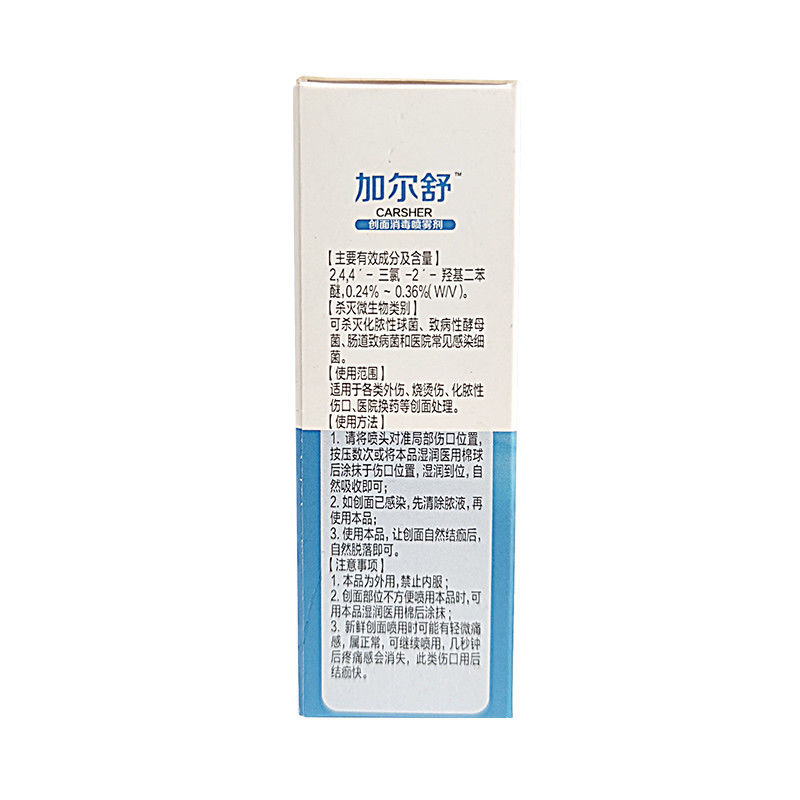 加尔舒™
CARSHER
创面消毒喷雾剂
【主要有效成分及含量】
2,4,4′- 三氯 -2′- 羟基二苯
醚,0.24% ~ 0.36%(W/V)。
【杀灭微生物类别】
可杀灭化脓性球菌、致病性酵母
菌、肠道致病菌和医院常见感染细
菌。
【使用范围】
适用于各类外伤、烧烫伤、化脓性
伤口、医院换药等创面处理。
【使用方法】
1. 请将喷头对准局部伤口位置,
按压数次或将本品湿润医用棉球
后涂抹于伤口位置,湿润到位,自
然吸收即可;
2. 如创面已感染,先清除脓液,再
使用本品;
3. 使用本品,让创面自然结痂后,
自然脱落即可。
【注意事项】
1. 本品为外用,禁止内服;
2. 创面部位不方便喷用本品时,可
用本品湿润医用棉后涂抹;
3. 新鲜创面喷用时可能有轻微痛
感,属正常,可继续喷用,几秒钟
后疼痛感会消失,此类伤口用后
结痂快。